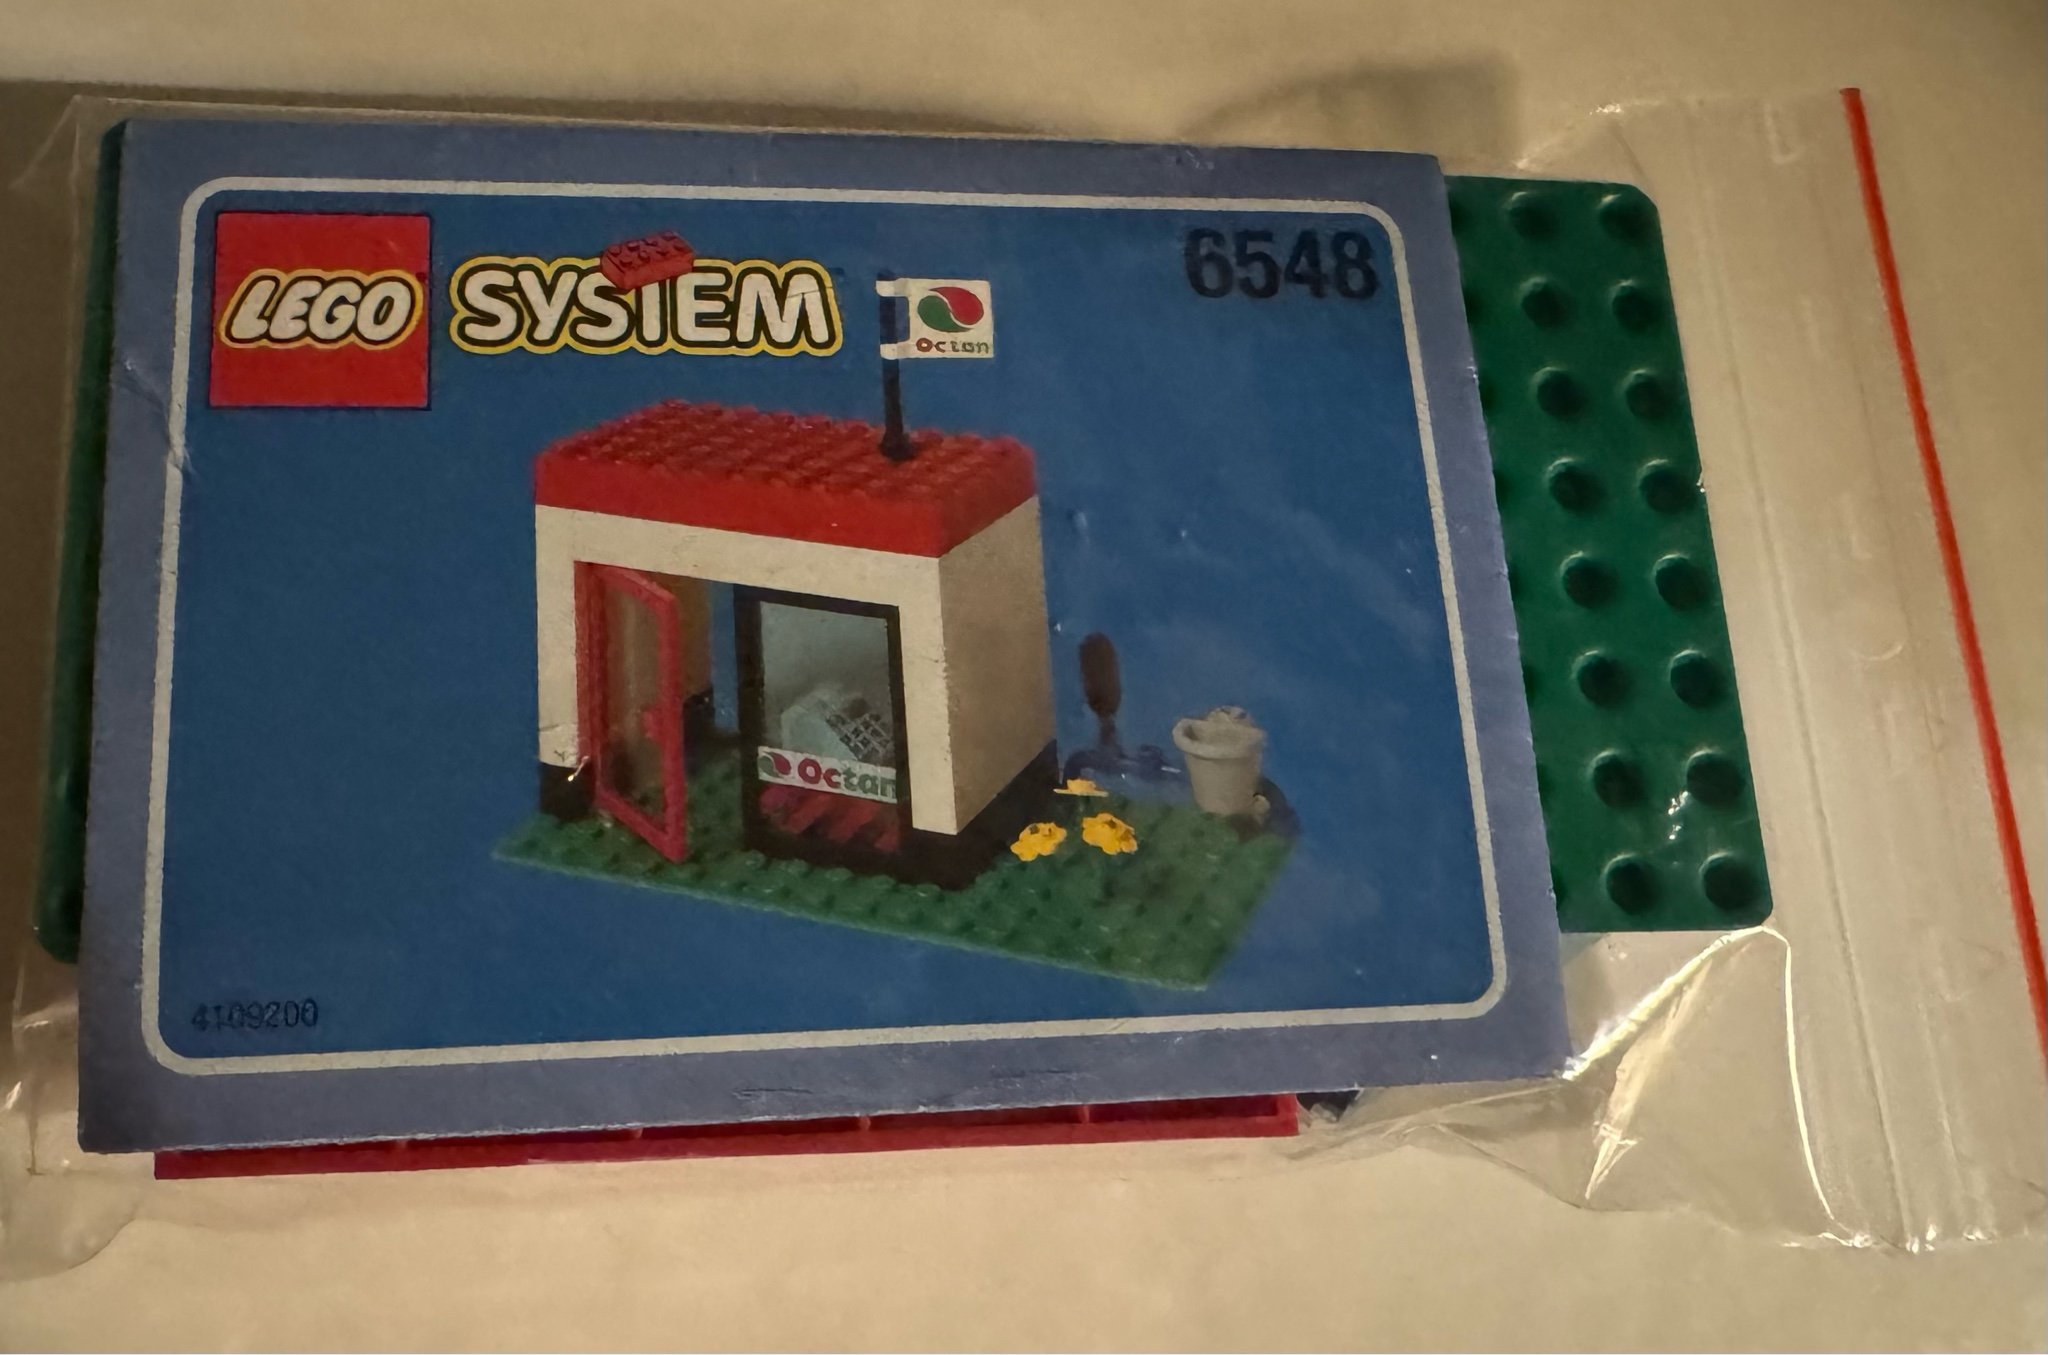 LEGO SYSTEM
6548
Octan
Octan
4109200